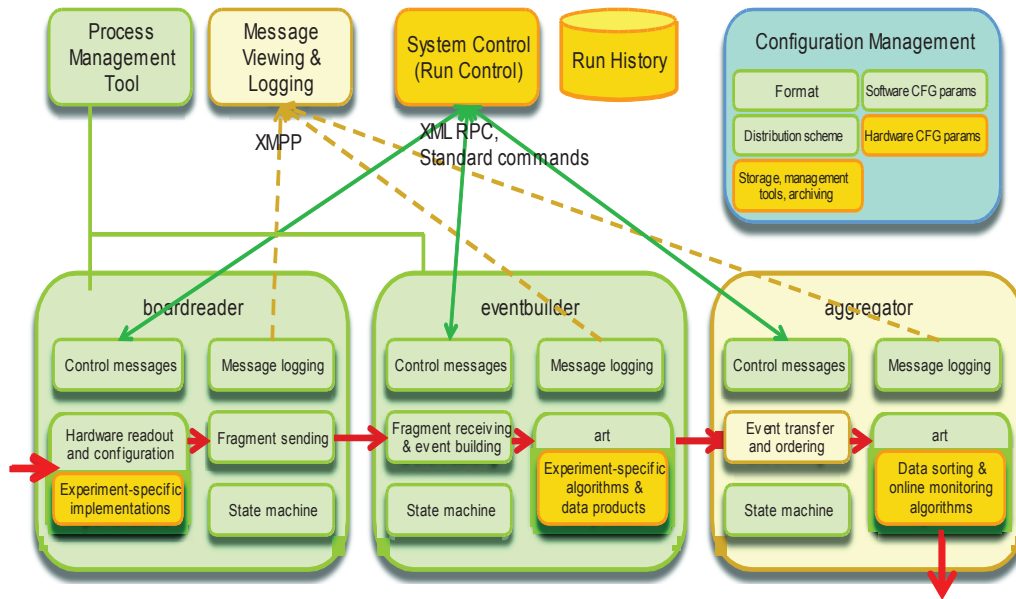 Process
Management
Tool
Message
Viewing &
Logging
System Control
(Run Control)
Run History
Configuration Management
Format
Software CFG params
Distribution scheme
Hardware CFG params
Storage, management
tools, archiving
XMPP
XML RPC,
Standard commands
boardreader
Control messages
Message logging
Hardware readout
and configuration
Experiment-specific
implementations
Fragment sending
State machine
eventbuilder
Control messages
Message logging
Fragment receiving
& event building
art
Experiment-specific
algorithms &
data products
State machine
aggregator
Control messages
Message logging
Event transfer
and ordering
art
Data sorting &
online monitoring
algorithms
State machine